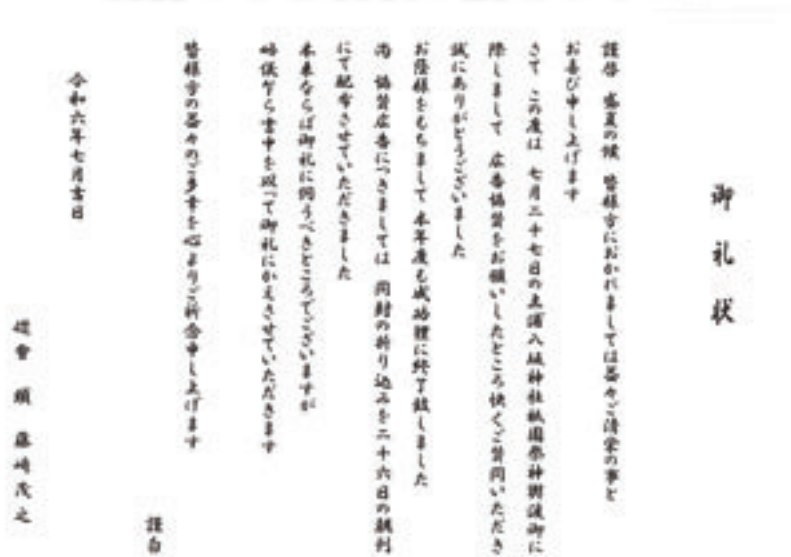 御礼状
謹啓 盛夏の候 皆様方におかれましては益々ご清栄の事と
お喜び申し上げます
さて この度は 七月二十七日の土浦八坂神社祇園祭神輿渡御に
際しまして 広告協賛をお願いしたところ快くご賛同いただき
誠にありがとうございました
お陰様をもちまして 本年度も成功裡に終了致しました
尚 協賛広告につきましては 同封の折り込みを二十六日の朝刊
にて配布させていただきました
本来ならば御礼に伺うべきところでございますが
略儀乍ら書中を以って御礼にかえさせていただきます
皆様方の益々のご多幸を心よりご祈念申し上げます
謹白
令和六年七月吉日
頭 藤崎茂之